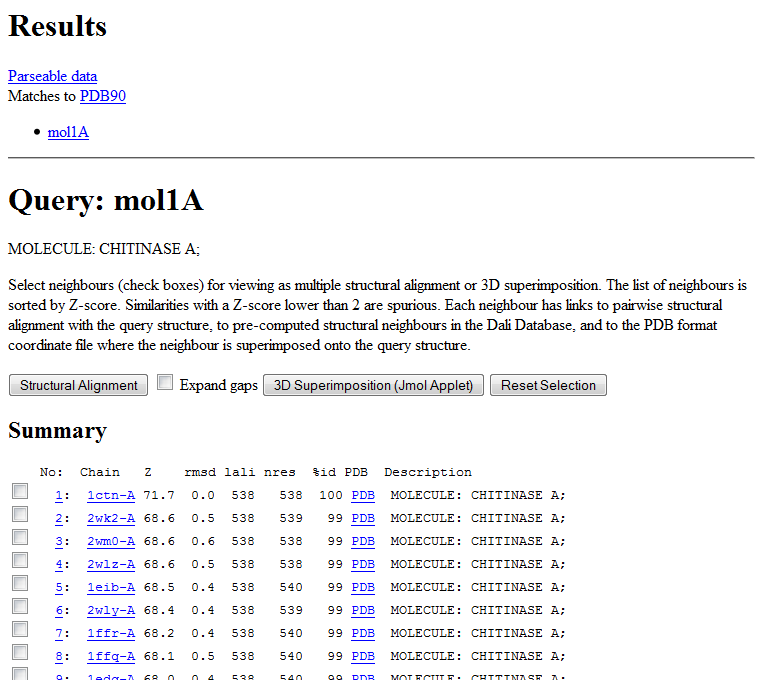 Results
Parseable data
Matches to PDB90
mol1A
Query: mol1A
MOLECULE: CHITINASE A;
Select neighbours (check boxes) for viewing as multiple structural alignment or 3D superimposition. The list of neighbours is
sorted by Z-score. Similarities with a Z-score lower than 2 are spurious. Each neighbour has links to pairwise structural
alignment with the query structure, to pre-computed structural neighbours in the Dali Database, and to the PDB format
coordinate file where the neighbour is superimposed onto the query structure.
Structural Alignment Expand gaps 3D Superimposition (Jmol Applet) Reset Selection
Summary
No: Chain Z rmsd lali nres %id PDB Description
1: 1ctn-A 71.7 0.0 538 538 100 PDB MOLECULE: CHITINASE A;
2: 2wk2-A 68.6 0.5 538 539 99 PDB MOLECULE: CHITINASE A;
3: 2wm0-A 68.6 0.6 538 538 99 PDB MOLECULE: CHITINASE A;
4: 2wlz-A 68.6 0.5 538 538 99 PDB MOLECULE: CHITINASE A;
5: 1eib-A 68.5 0.4 538 540 99 PDB MOLECULE: CHITINASE A;
6: 2wly-A 68.4 0.4 538 539 99 PDB MOLECULE: CHITINASE A;
7: 1ffr-A 68.2 0.4 538 540 99 PDB MOLECULE: CHITINASE A;
8: 1ffq-A 68.1 0.5 538 540 99 PDB MOLECULE: CHITINASE A;
9: 1edq-A 68.0 0.4 538 540 99 PDB MOLECULE: CHITINASE A;